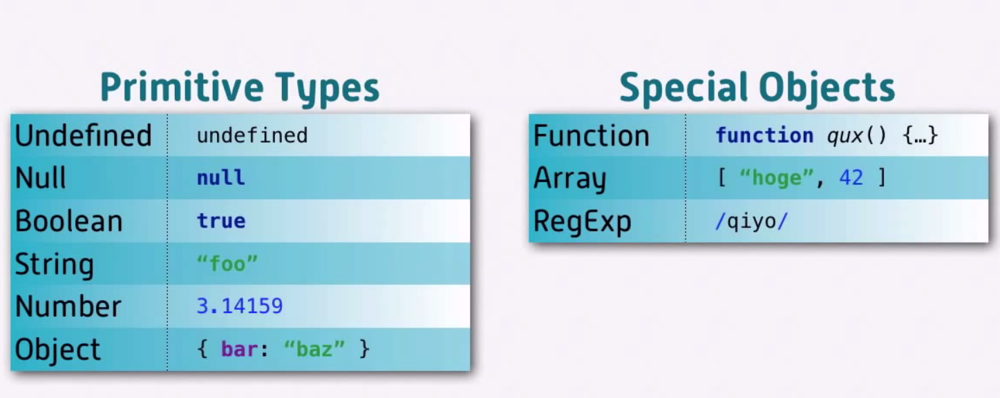 Primitive Types
Undefined undefined
Null null
Boolean true
String “foo”
Number 3.14159
Object { bar: “baz” }
Special Objects
Function function qux() {…}
Array [ “hoge”, 42 ]
RegExp /qiyo/